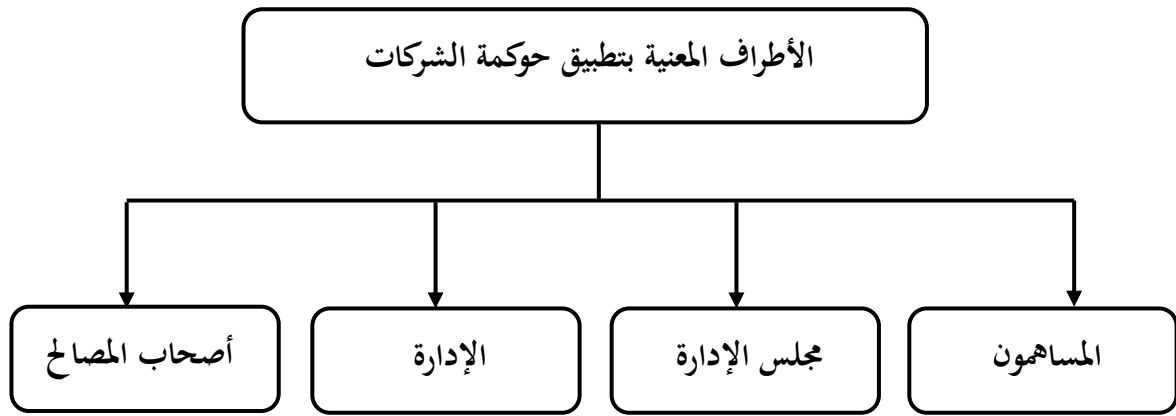 الأطراف المعنية بتطبيق حوكمة الشركات
المساهمون
مجلس الإدارة
الإدارة
أصحاب المصالح